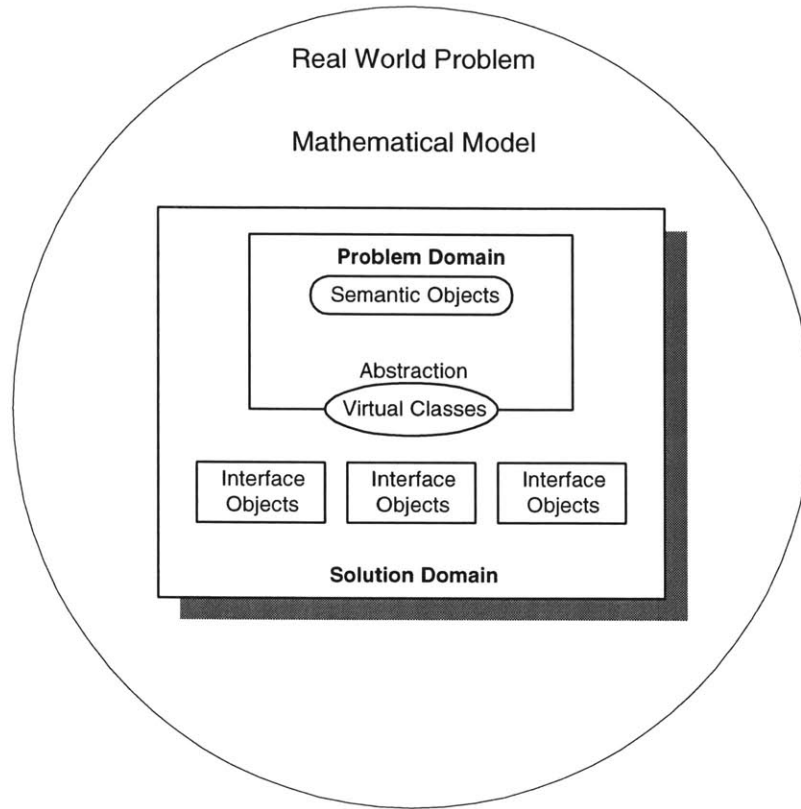 Real World Problem
Mathematical Model
Problem Domain
Semantic Objects
Abstraction
Virtual Classes
Interface
Objects
Interface
Objects
Interface
Objects
Solution Domain